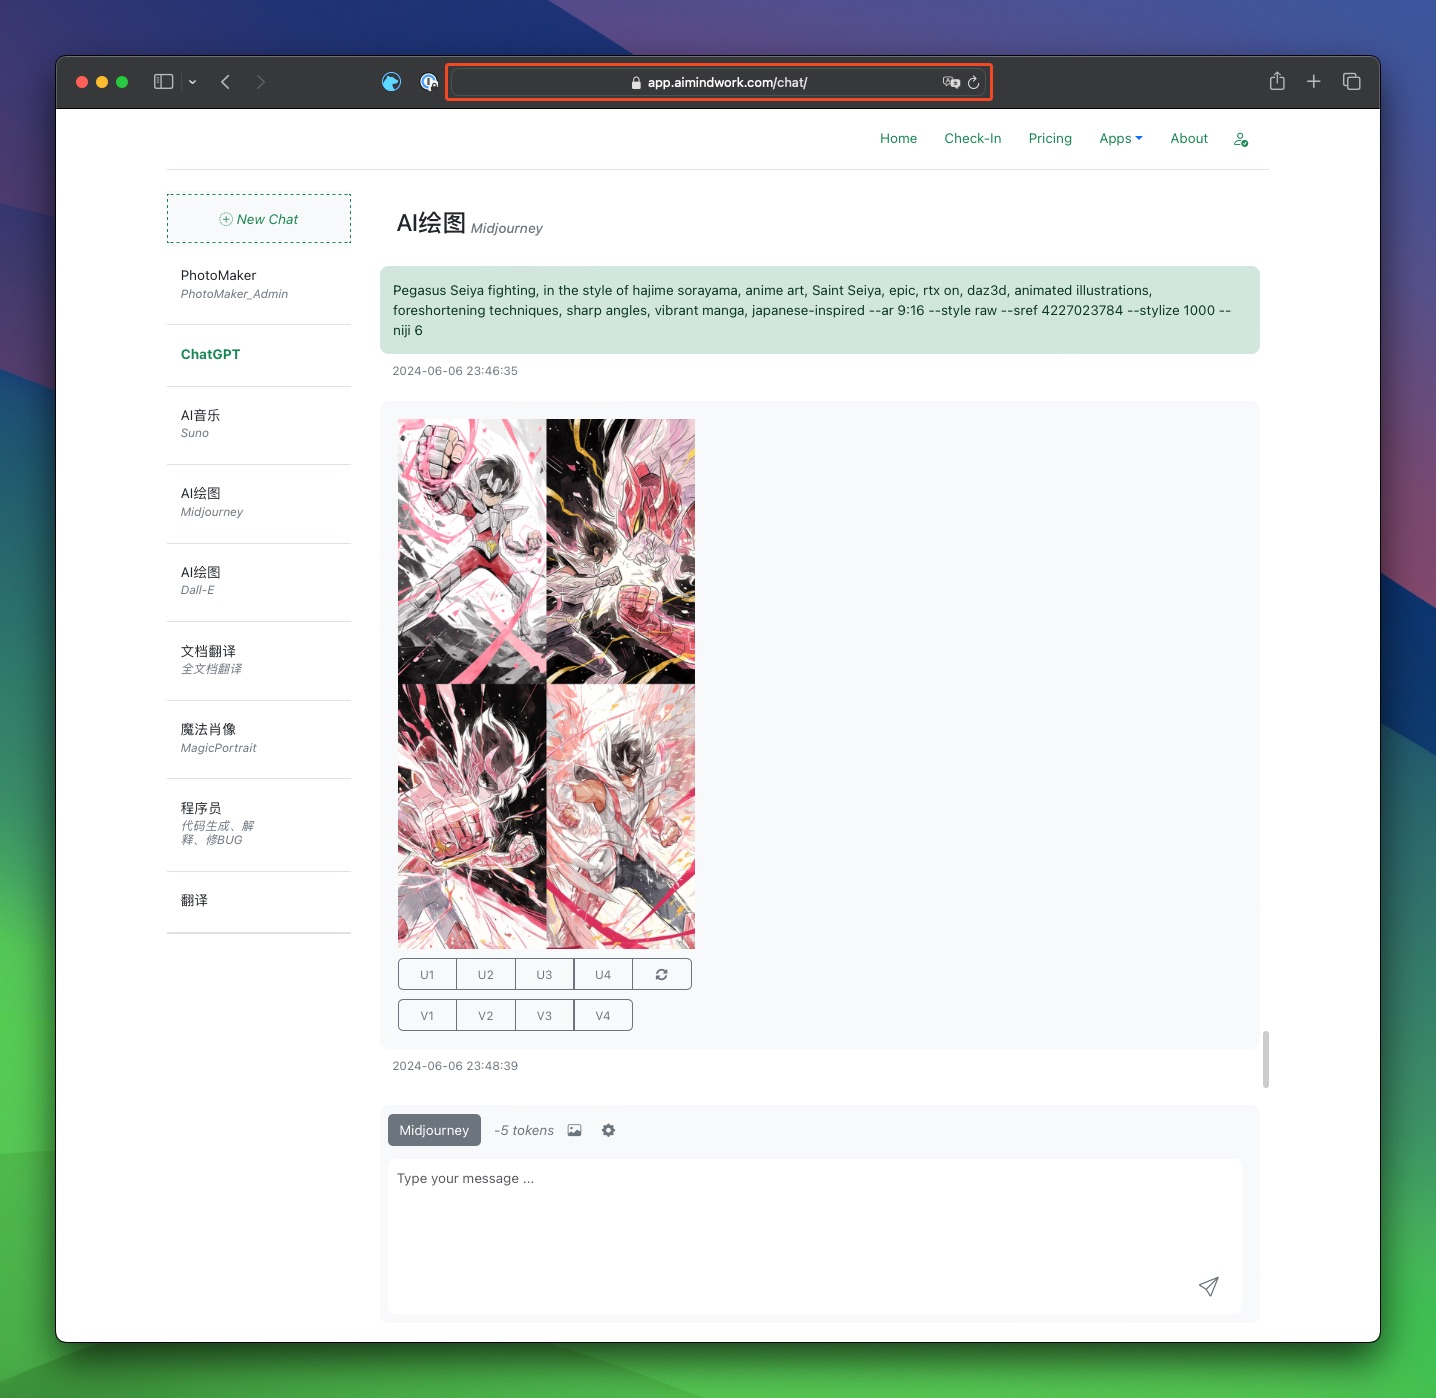 app.aimindwork.com/chat/
Home Check-In Pricing Apps About
New Chat
PhotoMaker
PhotoMaker_Admin
ChatGPT
AI音乐
Suno
AI绘图
Midjourney
AI绘图
Dall-E
文档翻译
全文档翻译
魔法肖像
MagicPortrait
程序员
代码生成、解
释、修BUG
翻译
AI绘图 Midjourney
Pegasus Seiya fighting, in the style of hajime sorayama, anime art, Saint Seiya, epic, rtx on, daz3d, animated illustrations,
foreshortening techniques, sharp angles, vibrant manga, japanese-inspired --ar 9:16 --style raw --sref 4227023784 --stylize 1000 --
niji 6
2024-06-06 23:46:35
U1 U2 U3 U4
V1 V2 V3 V4
2024-06-06 23:48:39
Midjourney -5 tokens
Type your message ...